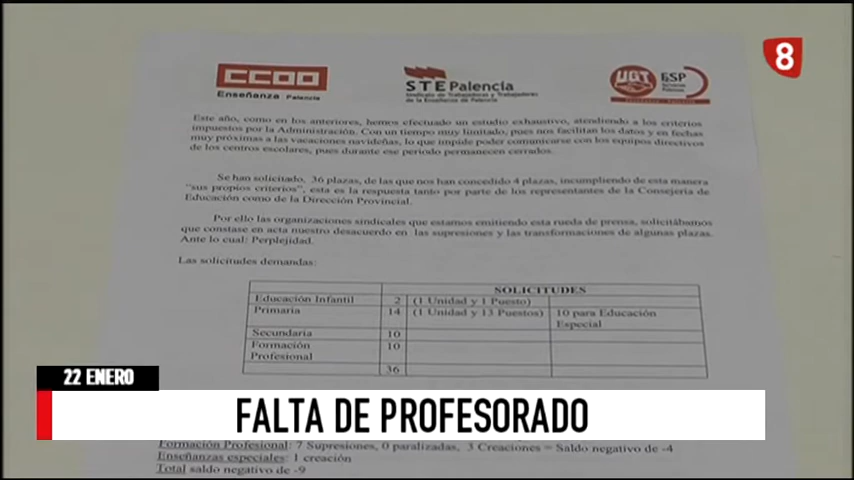 8
CCOO
Enseñanza Palencia
STE Palencia
Sindicato de Trabajadores y Trabajadoras
de la Enseñanza de Palencia
UGT
Este año, como en los anteriores, hemos efectuado un estudio exhaustivo, atendiendo a los criterios
impuestos por la Administración. Con un tiempo muy limitado, pues nos facilitan los datos y en fechas
muy próximas a las vacaciones navideñas, lo que impide poder comunicarse con los equipos directivos
de los centros escolares, pues durante ese periodo permanecen cerrados.
Se han solicitado, 36 plazas, de las que nos han concedido 4 plazas, incumpliendo de esta manera
"sus propios criterios", esta es la respuesta tanto por parte de los representantes de la Consejería de
Educación como de la Dirección Provincial.
Por ello las organizaciones sindicales que estamos emitiendo esta rueda de prensa, solicitábamos
que constase en acta nuestro desacuerdo en las supresiones y las transformaciones de algunas plazas.
Ante lo cual: Perplejidad.
Las solicitudes demandas:
SOLICITUDES
Educación Infantil 2 (1 Unidad y 1 Puesto)
Primaria 14 (1 Unidad y 13 Puestos) 10 para Educación
Especial
Secundaria 10
Formación 10
Profesional
36
22 ENERO
FALTA DE PROFESORADO
Formación Profesional: 7 Supresiones, 0 paralizadas, 3 Creaciones = Saldo negativo de -4
Enseñanzas especiales: 1 creación
Total saldo negativo de -9